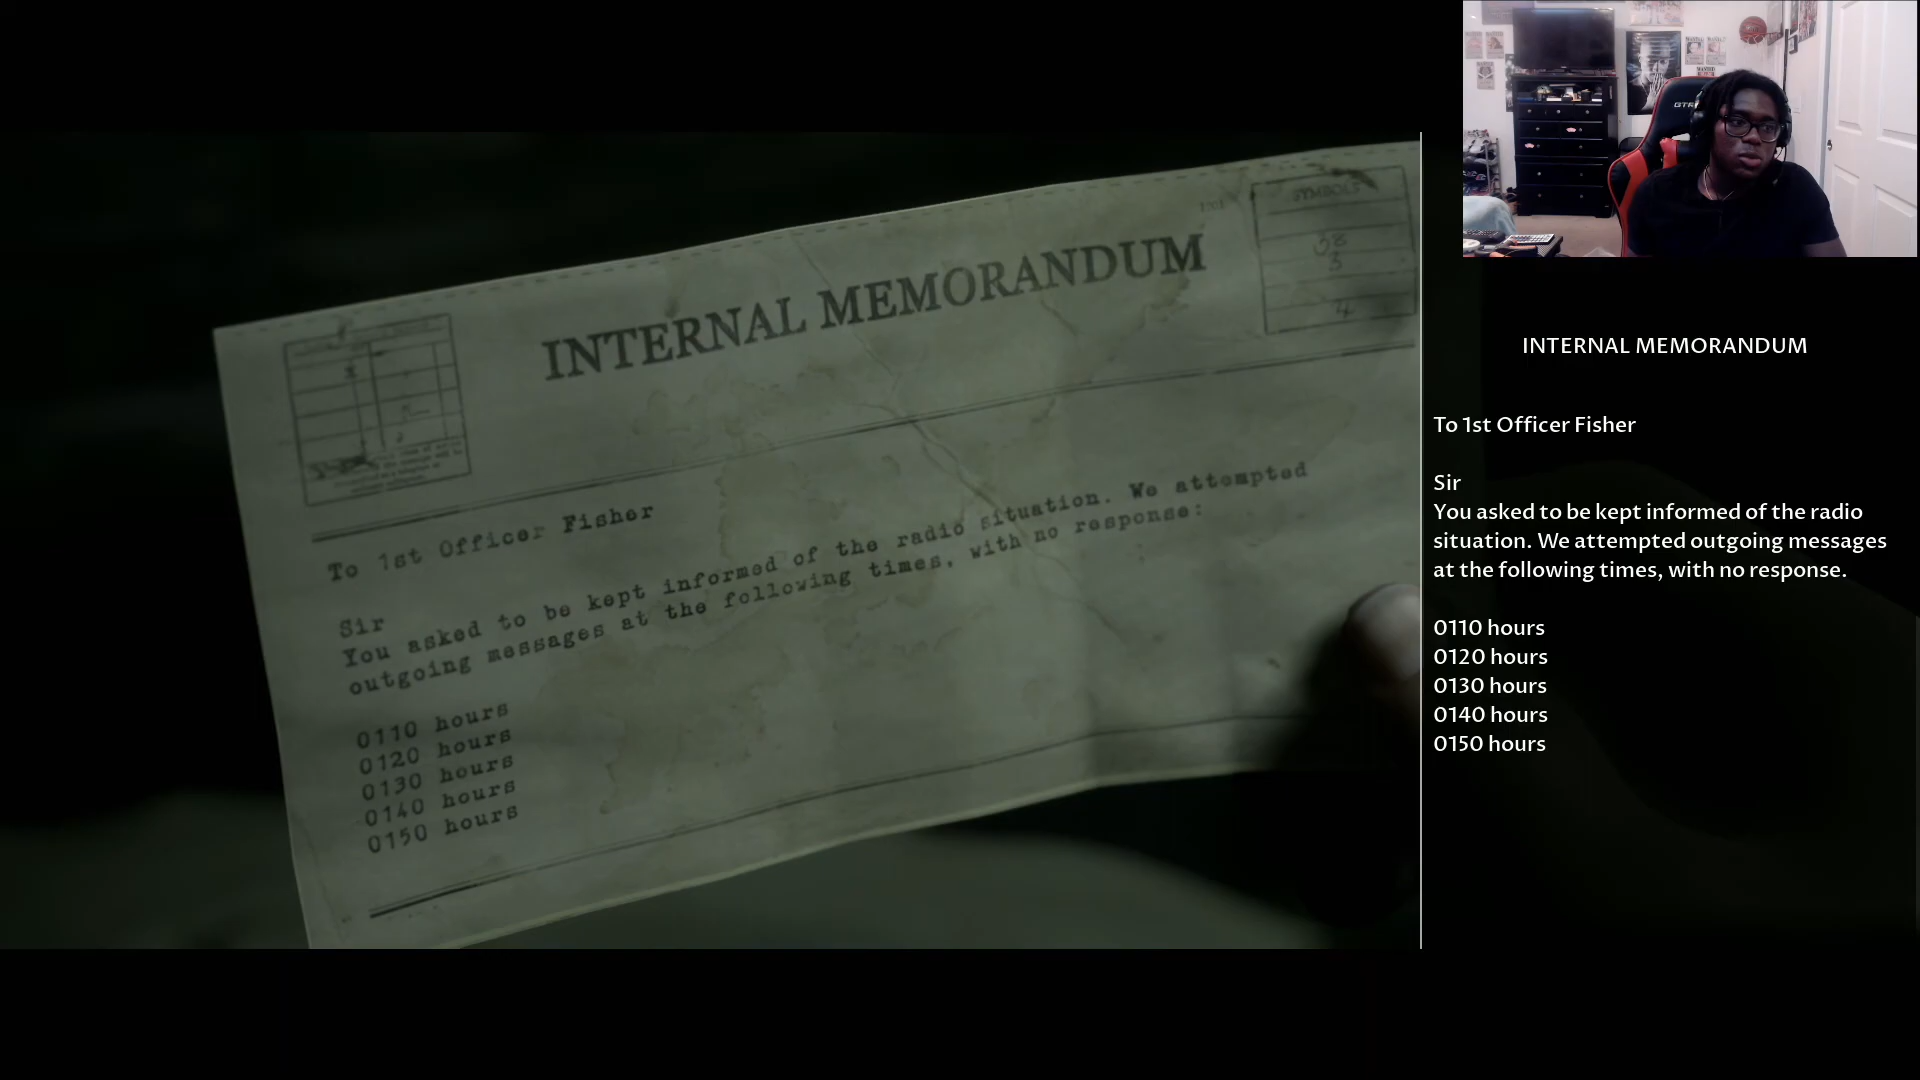 INTERNAL MEMORANDUM
SYMBOLS
To 1st Officer Fisher
Sir
You asked to be kept informed of the radio situation. We attempted
outgoing messages at the following times, with no response:
0110 hours
0120 hours
0130 hours
0140 hours
0150 hours
GTR
INTERNAL MEMORANDUM
To 1st Officer Fisher
Sir
You asked to be kept informed of the radio
situation. We attempted outgoing messages
at the following times, with no response.
0110 hours
0120 hours
0130 hours
0140 hours
0150 hours